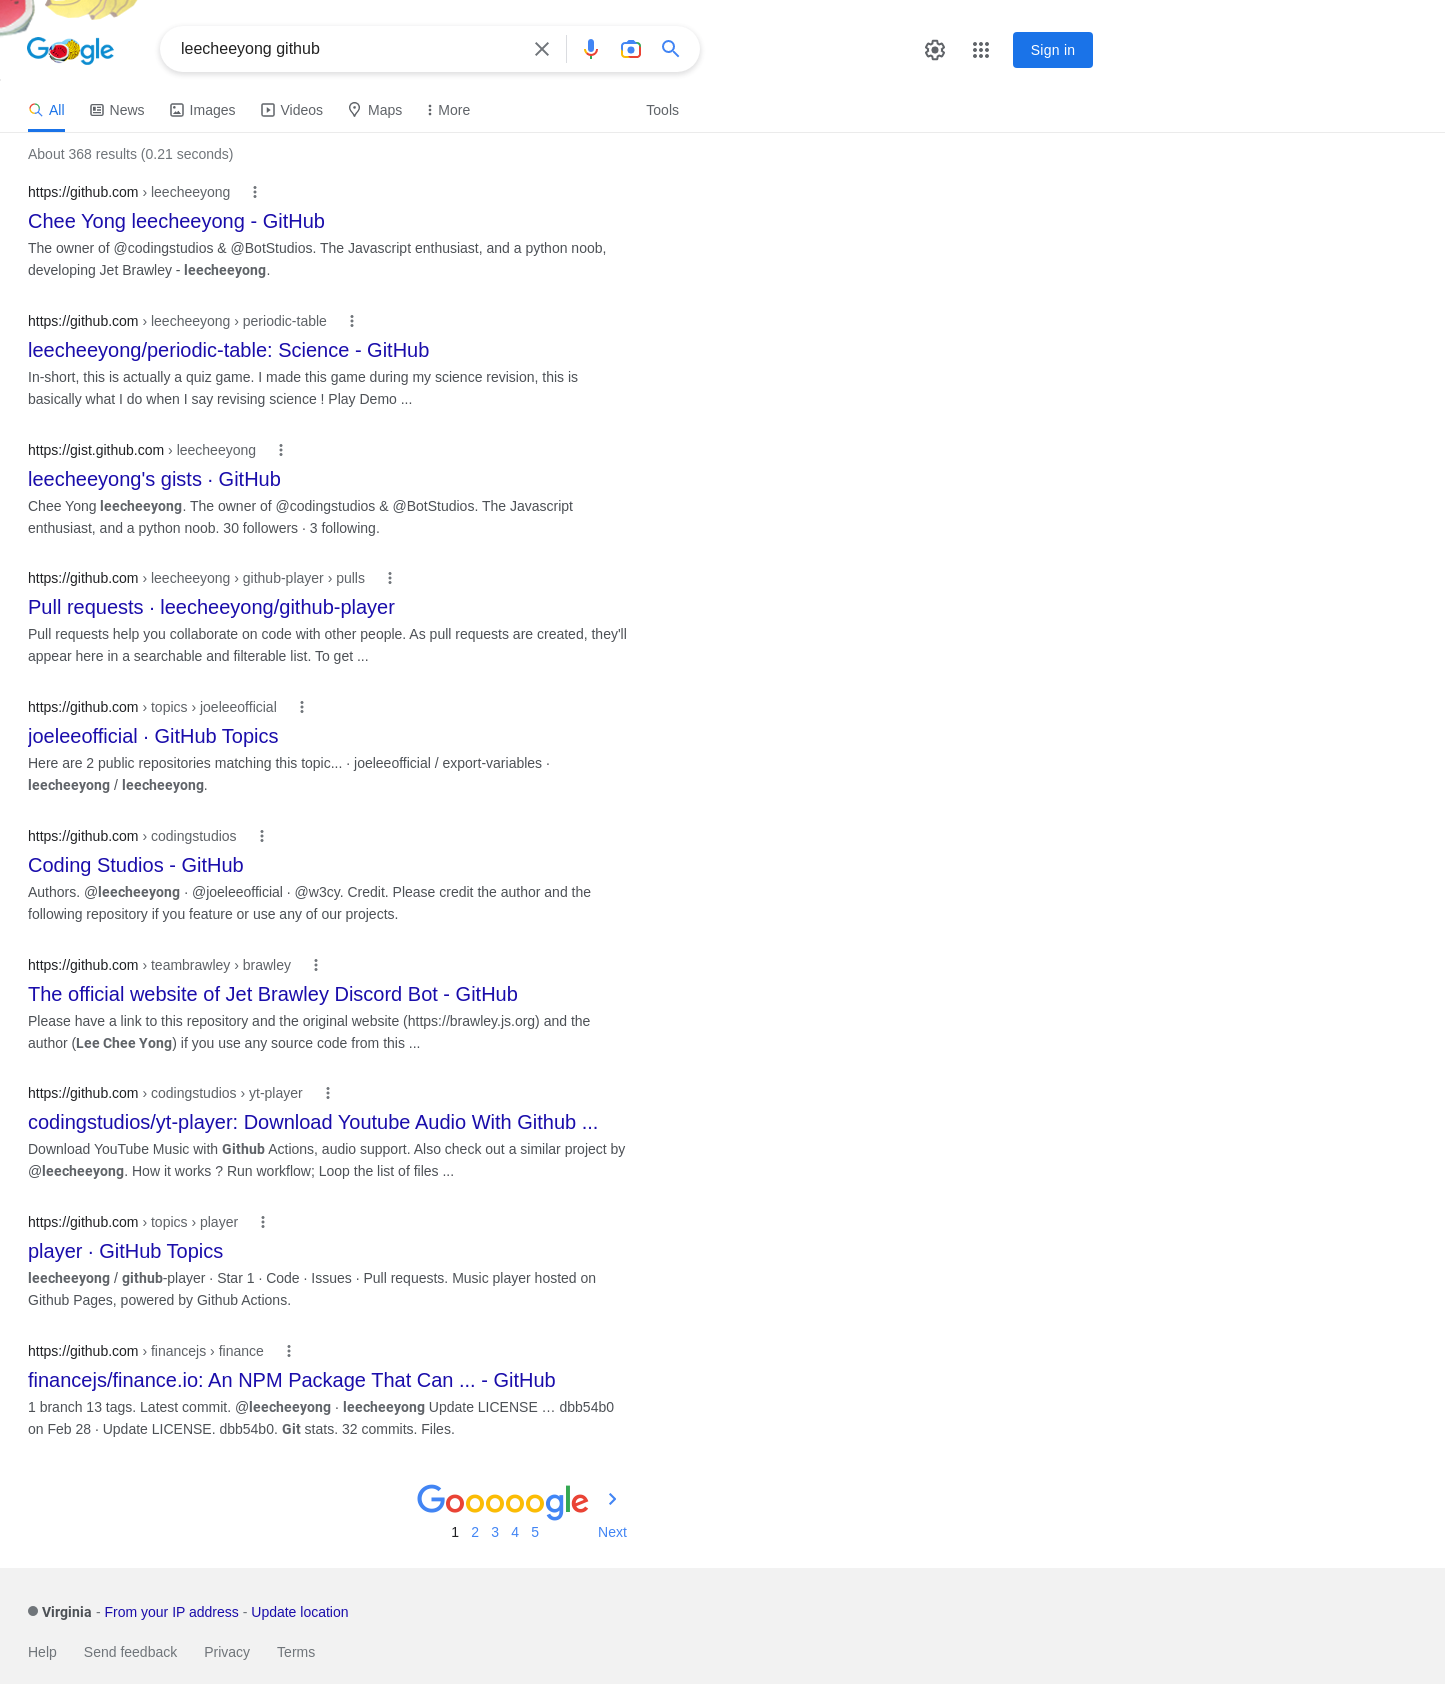 Google
leecheeyong github
Sign in
All News Images Videos Maps More Tools
About 368 results (0.21 seconds)
https://github.com › leecheeyong
Chee Yong leecheeyong - GitHub
The owner of @codingstudios & @BotStudios. The Javascript enthusiast, and a python noob,
developing Jet Brawley - leecheeyong.
https://github.com › leecheeyong › periodic-table
leecheeyong/periodic-table: Science - GitHub
In-short, this is actually a quiz game. I made this game during my science revision, this is
basically what I do when I say revising science ! Play Demo ...
https://gist.github.com › leecheeyong
leecheeyong's gists · GitHub
Chee Yong leecheeyong. The owner of @codingstudios & @BotStudios. The Javascript
enthusiast, and a python noob. 30 followers · 3 following.
https://github.com › leecheeyong › github-player › pulls
Pull requests · leecheeyong/github-player
Pull requests help you collaborate on code with other people. As pull requests are created, they'll
appear here in a searchable and filterable list. To get ...
https://github.com › topics › joeleeofficial
joeleeofficial · GitHub Topics
Here are 2 public repositories matching this topic... · joeleeofficial / export-variables ·
leecheeyong / leecheeyong.
https://github.com › codingstudios
Coding Studios - GitHub
Authors. @leecheeyong · @joeleeofficial · @w3cy. Credit. Please credit the author and the
following repository if you feature or use any of our projects.
https://github.com › teambrawley › brawley
The official website of Jet Brawley Discord Bot - GitHub
Please have a link to this repository and the original website (https://brawley.js.org) and the
author (Lee Chee Yong) if you use any source code from this ...
https://github.com › codingstudios › yt-player
codingstudios/yt-player: Download Youtube Audio With Github ...
Download YouTube Music with Github Actions, audio support. Also check out a similar project by
@leecheeyong. How it works ? Run workflow; Loop the list of files ...
https://github.com › topics › player
player · GitHub Topics
leecheeyong / github-player · Star 1 · Code · Issues · Pull requests. Music player hosted on
Github Pages, powered by Github Actions.
https://github.com › financejs › finance
financejs/finance.io: An NPM Package That Can ... - GitHub
1 branch 13 tags. Latest commit. @leecheeyong · leecheeyong Update LICENSE … dbb54b0
on Feb 28 · Update LICENSE. dbb54b0. Git stats. 32 commits. Files.
Gooooogle
1 2 3 4 5 Next
Virginia - From your IP address - Update location
Help Send feedback Privacy Terms